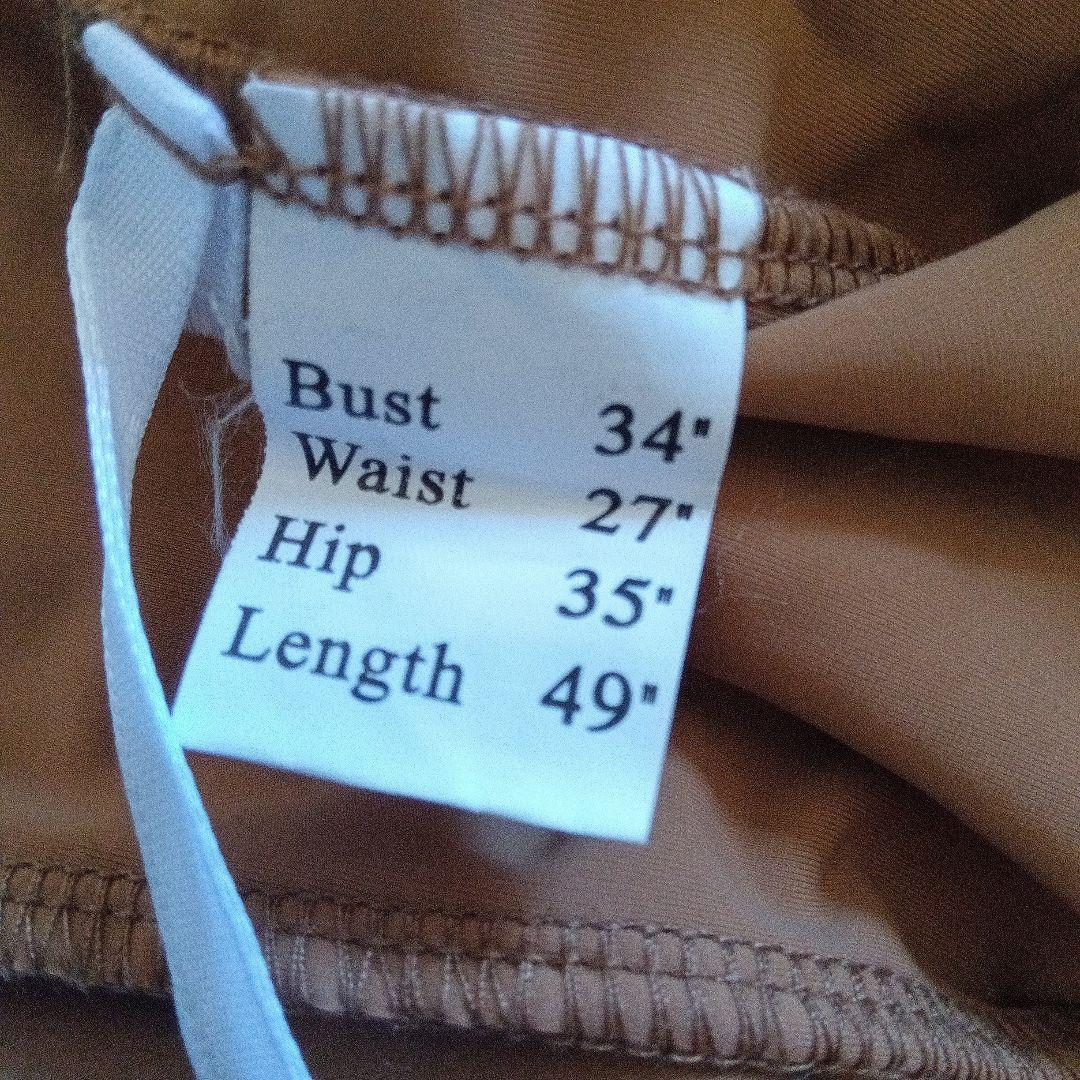 Bust 34"
Waist 27"
Hip 35"
Length 49"